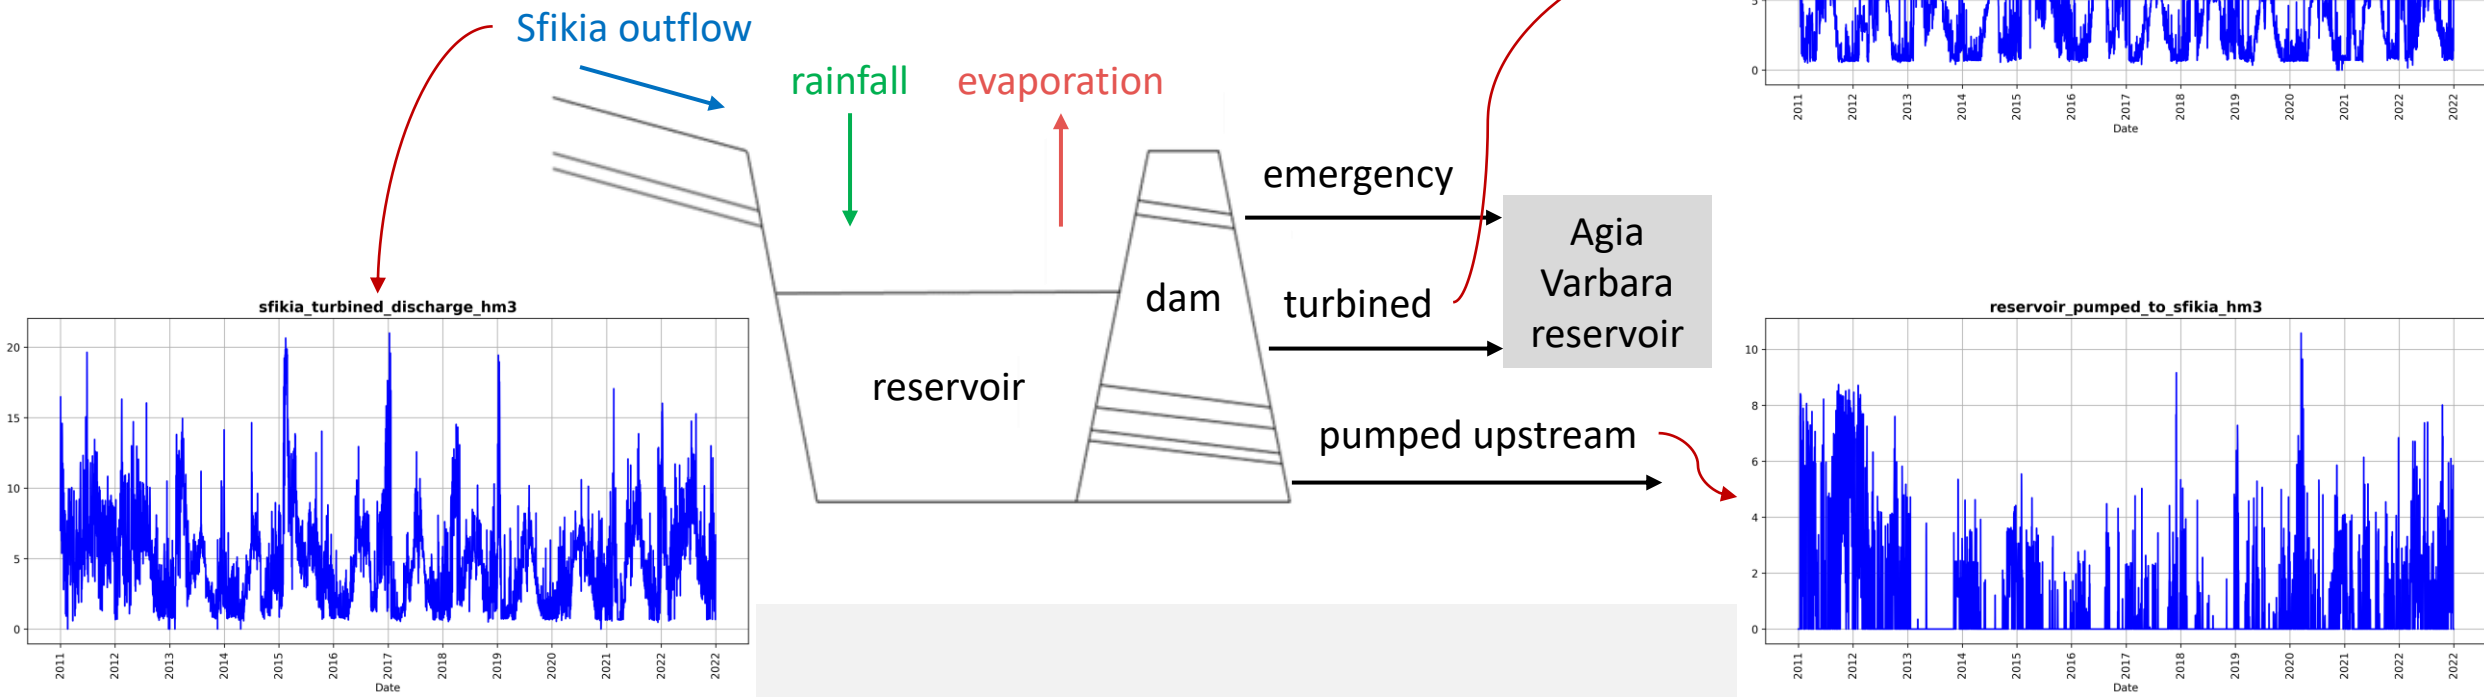 Sfikia outflow
rainfall
evaporation
5
0
2011 2012 2013 2014 2015 2016 2017 2018 2019 2020 2021 2022 2022
Date
emergency
turbined
pumped upstream
dam
reservoir
Agia
Varbara
reservoir
sfikia_turbined_discharge_hm3
20
15
10
5
0
2011 2012 2013 2014 2015 2016 2017 2018 2019 2020 2021 2022 2022
Date
reservoir_pumped_to_sfikia_hm3
10
8
6
4
2
0
2011 2012 2013 2014 2015 2016 2017 2018 2019 2020 2021 2022 2022
Date